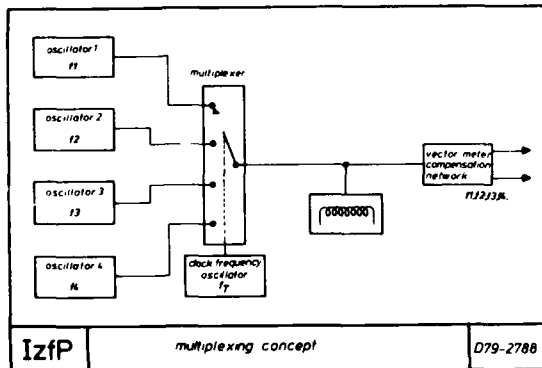 oscillator 1
f1
multiplexer
oscillator 2
f2
oscillator 3
f3
oscillator 4
f4
clock frequency
oscillator
fT
vector meter
compensation
network
f1,f2,f3,f4.
IzfP
multiplexing concept
D79-2788